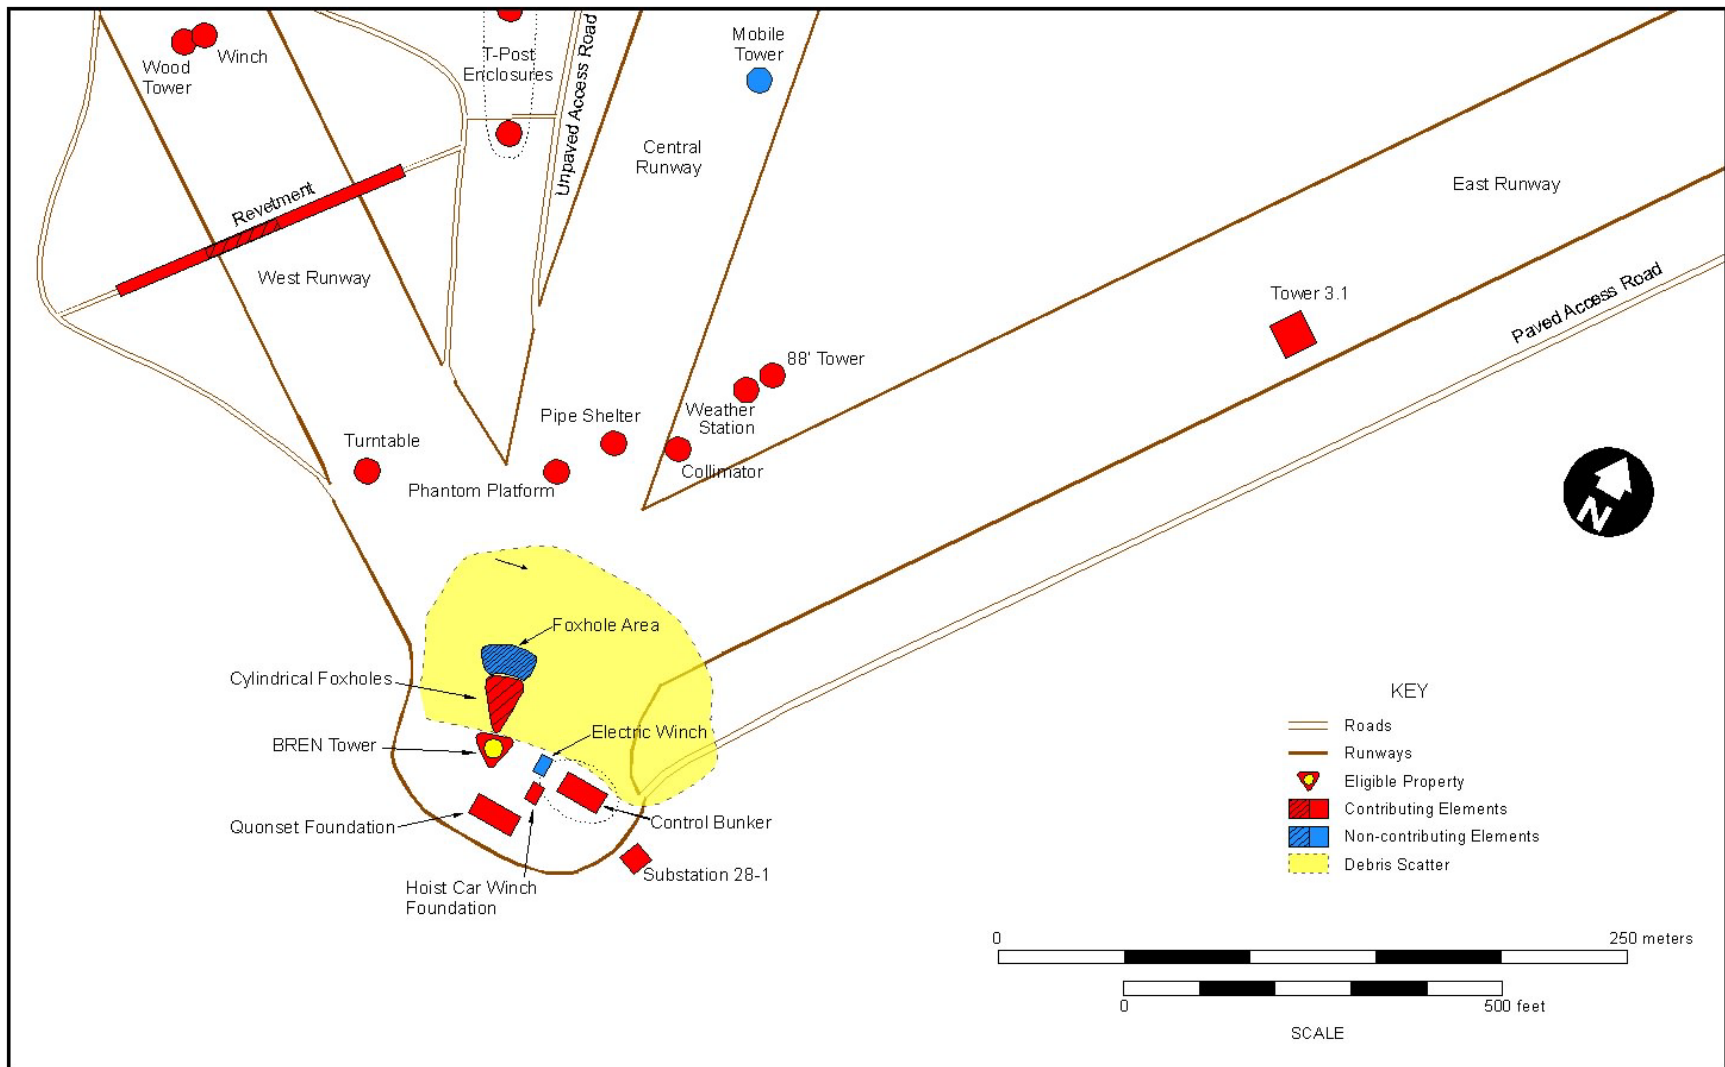 Wood
Tower
Winch
T-Post
Enclosures
Unpaved Access Road
Mobile
Tower
Central
Runway
East Runway
Revetment
West Runway
Tower 3.1
Paved Access Road
88' Tower
Weather
Station
Pipe Shelter
Collimator
Turntable
Phantom Platform
N
Foxhole Area
Cylindrical Foxholes
Electric Winch
BREN Tower
Quonset Foundation
Control Bunker
Substation 28-1
Hoist Car Winch
Foundation
KEY
Roads
Runways
Eligible Property
Contributing Elements
Non-contributing Elements
Debris Scatter
0
250 meters
0
500 feet
SCALE